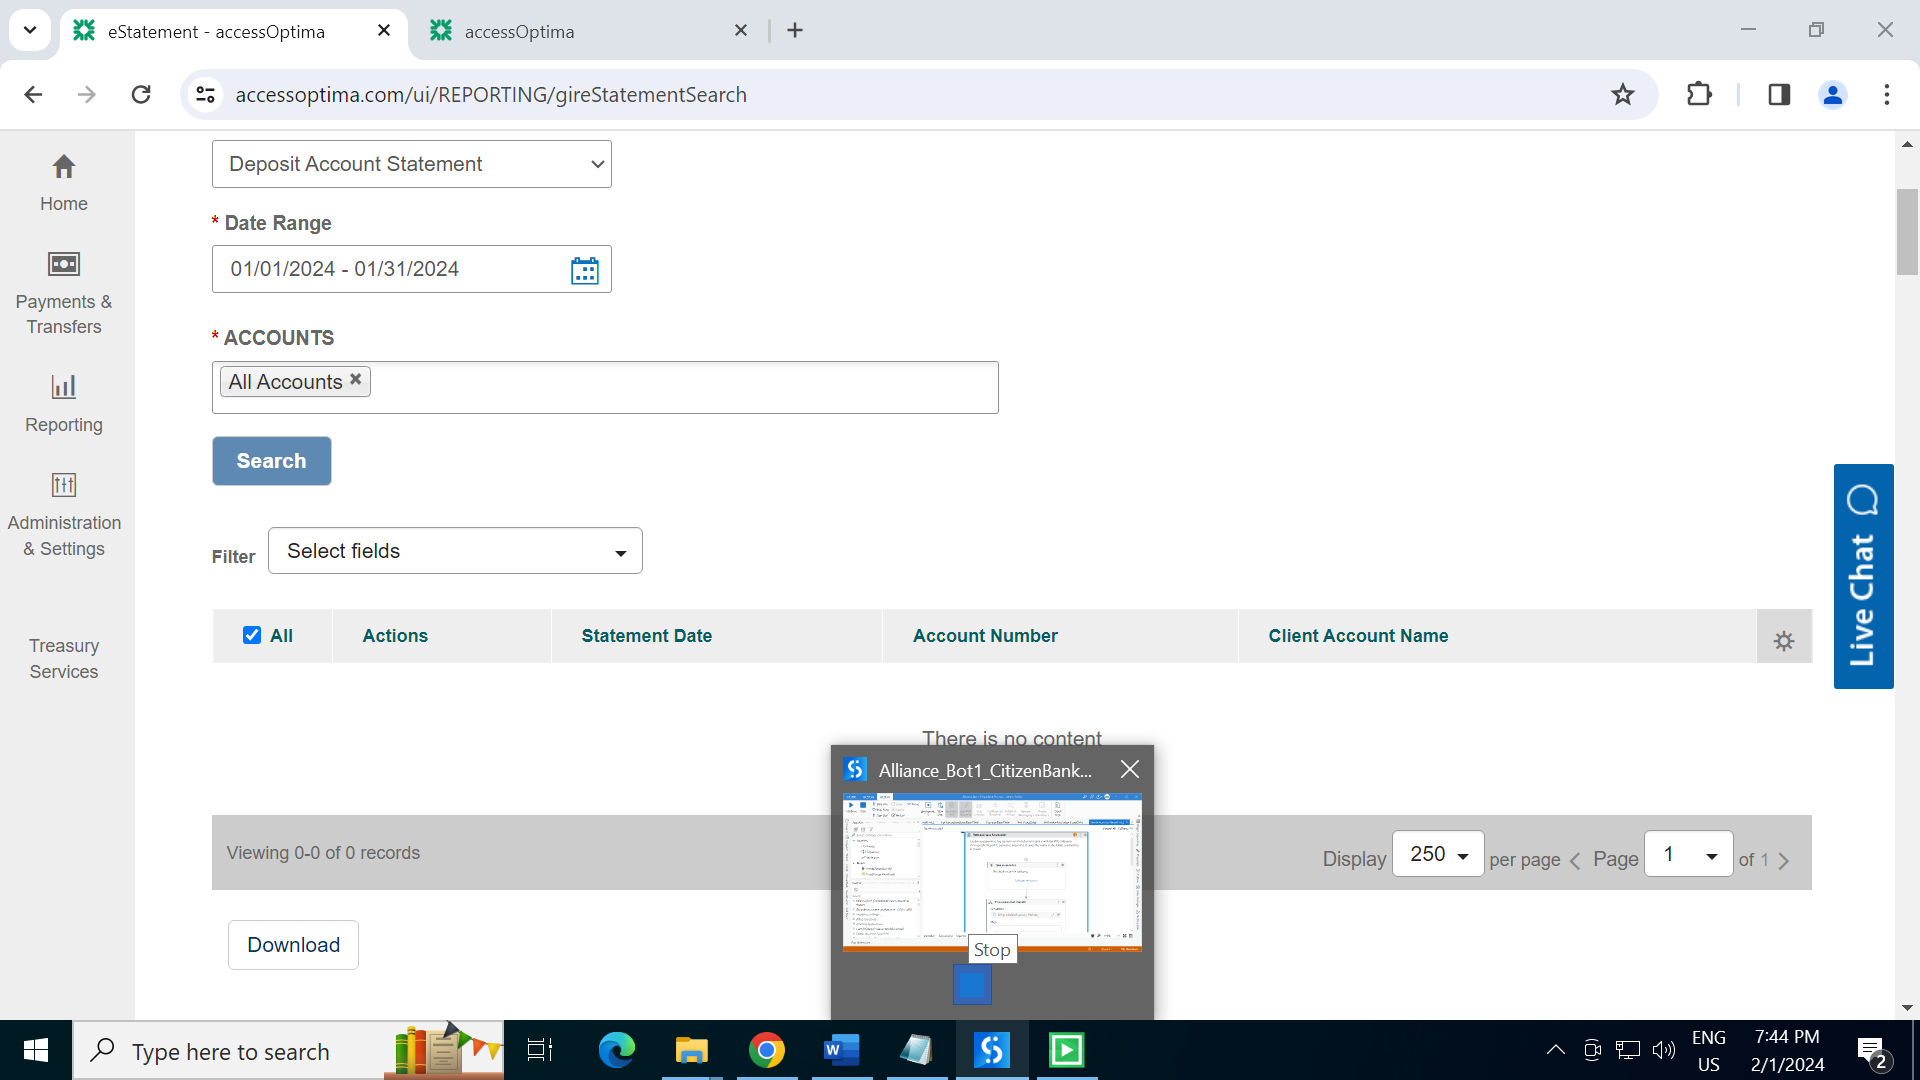 eStatement - accessOptima
accessOptima
accessoptima.com/ui/REPORTING/gireStatementSearch
Home
Payments &
Transfers
Reporting
Administration
& Settings
Treasury
Services
Deposit Account Statement
* Date Range
01/01/2024 - 01/31/2024
* ACCOUNTS
All Accounts
Search
Filter
Select fields
All
Actions
Statement Date
Account Number
Client Account Name
There is no content
Viewing 0-0 of 0 records
Display
250
per page
Page
1
of 1
Download
Live Chat
Alliance_Bot1_CitizenBank...
Stop
Type here to search
ENG
US
7:44 PM
2/1/2024
2